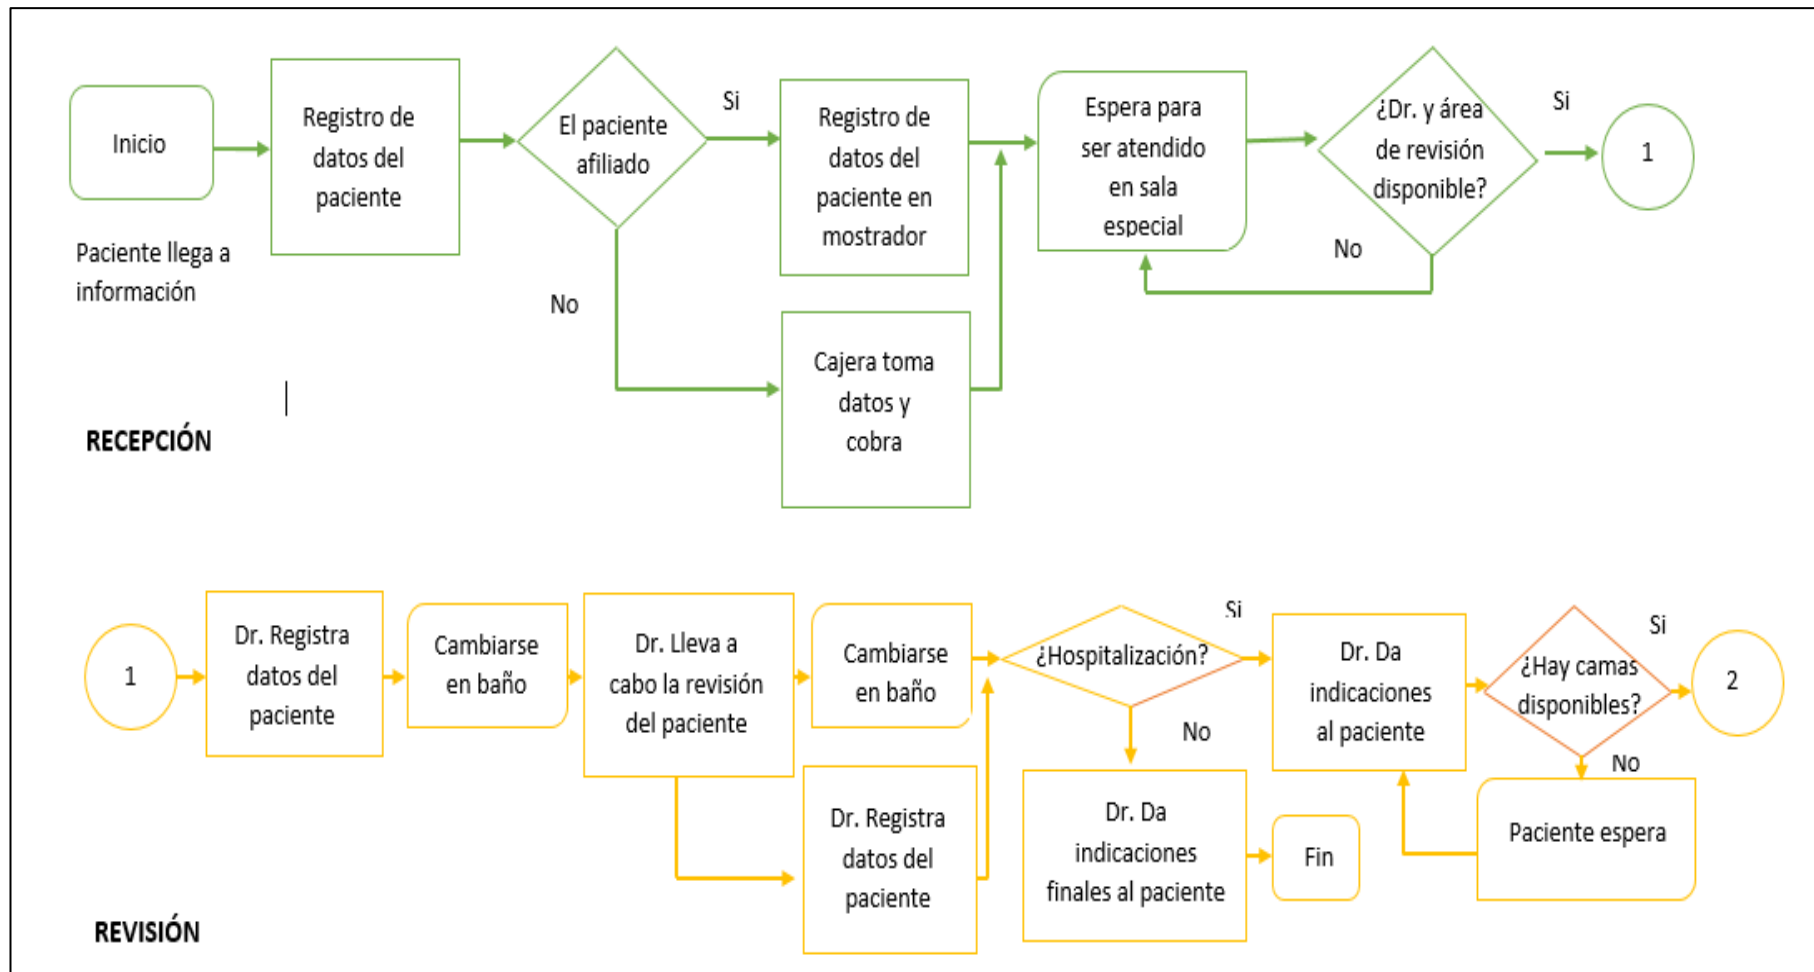 Inicio
Paciente llega a
información
Registro de
datos del
paciente
El paciente
afiliado
Si
No
Registro de
datos del
paciente en
mostrador
Cajera toma
datos y
cobra
Espera para
ser atendido
en sala
especial
¿Dr. y área
de revisión
disponible?
Si
No
1
RECEPCIÓN
1
Dr. Registra
datos del
paciente
Cambiarse
en baño
Dr. Lleva a
cabo la revisión
del paciente
Cambiarse
en baño
Dr. Registra
datos del
paciente
¿Hospitalización?
Si
No
Dr. Da
indicaciones
finales al paciente
Fin
Dr. Da
indicaciones
al paciente
¿Hay camas
disponibles?
Si
No
Paciente espera
2
REVISIÓN